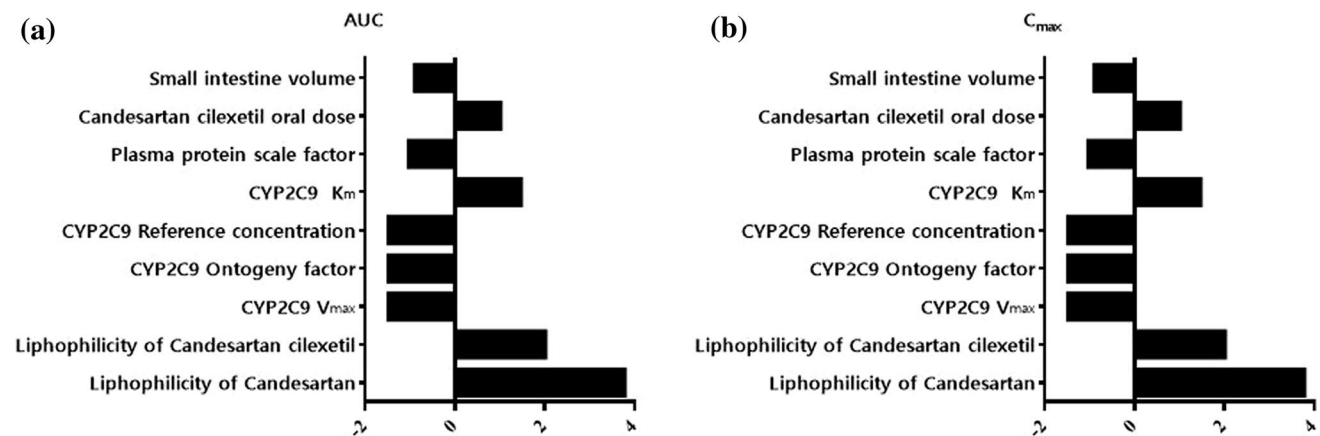 (a)
AUC
Small intestine volume
Candesartan cilexetil oral dose
Plasma protein scale factor
CYP2C9 Km
CYP2C9 Reference concentration
CYP2C9 Ontogeny factor
CYP2C9 Vmax
Liphophilicity of Candesartan cilextil
Liphophilicity of Candesartan
-2 0 2 4
(b)
Cmax
Small intestine volume
Candesartan cilexetil oral dose
Plasma protein scale factor
CYP2C9 Km
CYP2C9 Reference concentration
CYP2C9 Ontogeny factor
CYP2C9 Vmax
Liphophilicity of Candesartan cilexetil
Liphophilicity of Candesartan
-2 0 2 4